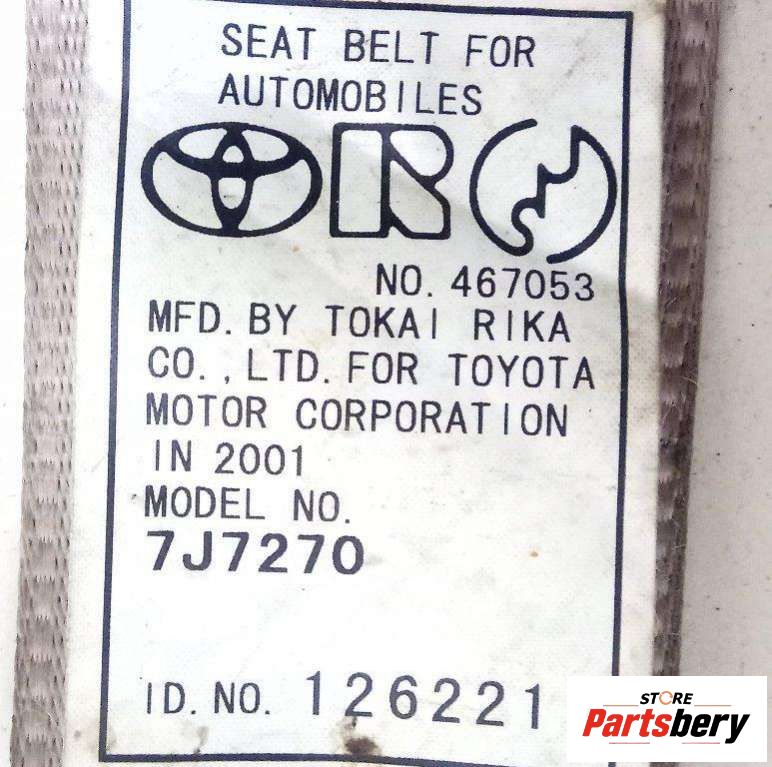 SEAT BELT FOR
AUTOMOBILES
NO. 467053
MFD. BY TOKAI RIKA
CO., LTD. FOR TOYOTA
MOTOR CORPORATION
IN 2001
MODEL NO.
7J7270
ID. NO. 126221
STORE
Partsbery